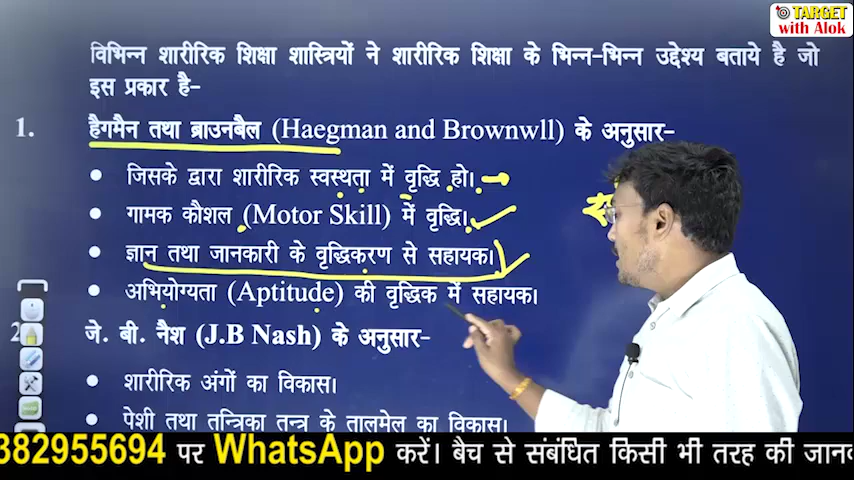 TARGET
with Alok
विभिन्न शारीरिक शिक्षा शास्त्रियों ने शारीरिक शिक्षा के भिन्न-भिन्न उद्देश्य बताये है जो
इस प्रकार है-
1. हैगमैन तथा ब्राउनबैल (Haegman and Brownwll) के अनुसार-
• जिसके द्वारा शारीरिक स्वस्थता में वृद्धि हो।
• गामक कौशल (Motor Skill) में वृद्धि।
• ज्ञान तथा जानकारी के वृद्धिकरण से सहायक।
• अभियोग्यता (Aptitude) की वृद्धिक में सहायक।
2 जे. बी. नैश (J.B Nash) के अनुसार-
• शारीरिक अंगों का विकास।
• पेशी तथा तन्त्रिका तन्त्र के तालमेल का विकास।
382955694 पर WhatsApp करें। बैच से संबंधित किसी भी तरह की